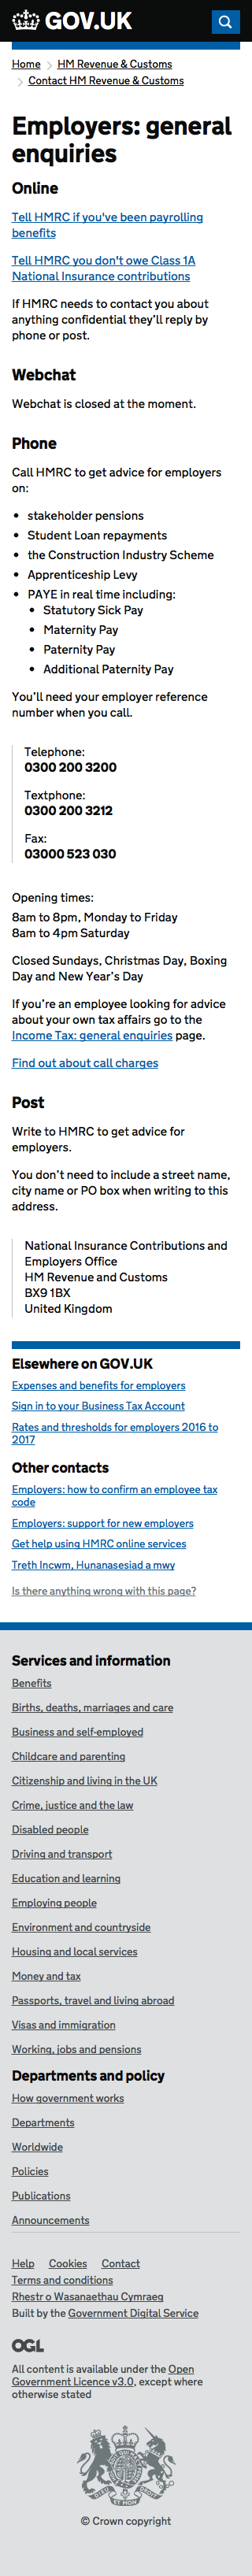 GOV.UK
Home
HM Revenue & Customs
Contact HM Revenue & Customs
Employers: general
enquiries
Online
Tell HMRC if you've been payrolling
benefits
Tell HMRC you don't owe Class 1A
National Insurance contributions
If HMRC needs to contact you about
anything confidential they’ll reply by
phone or post.
Webchat
Webchat is closed at the moment.
Phone
Call HMRC to get advice for employers
on:
• stakeholder pensions
• Student Loan repayments
• the Construction Industry Scheme
• Apprenticeship Levy
• PAYE in real time including:
• Statutory Sick Pay
• Maternity Pay
• Paternity Pay
• Additional Paternity Pay
You’ll need your employer reference
number when you call.
Telephone:
0300 200 3200
Textphone:
0300 200 3212
Fax:
03000 523 030
Opening times:
8am to 8pm, Monday to Friday
8am to 4pm Saturday
Closed Sundays, Christmas Day, Boxing
Day and New Year’s Day
If you’re an employee looking for advice
about your own tax affairs go to the
Income Tax: general enquiries page.
Find out about call charges
Post
Write to HMRC to get advice for
employers.
You don’t need to include a street name,
city name or PO box when writing to this
address.
National Insurance Contributions and
Employers Office
HM Revenue and Customs
BX9 1BX
United Kingdom
Elsewhere on GOV.UK
Expenses and benefits for employers
Sign in to your Business Tax Account
Rates and thresholds for employers 2016 to
2017
Other contacts
Employers: how to confirm an employee tax
code
Employers: support for new employers
Get help using HMRC online services
Treth Incwm, Hunanasesiad a mwy
Is there anything wrong with this page?
Services and information
Benefits
Births, deaths, marriages and care
Business and self-employed
Childcare and parenting
Citizenship and living in the UK
Crime, justice and the law
Disabled people
Driving and transport
Education and learning
Employing people
Environment and countryside
Housing and local services
Money and tax
Passports, travel and living abroad
Visas and immigration
Working, jobs and pensions
Departments and policy
How government works
Departments
Worldwide
Policies
Publications
Announcements
Help Cookies Contact
Terms and conditions
Rhestr o Wasanaethau Cymraeg
Built by the Government Digital Service
OGL
All content is available under the Open
Government Licence v3.0, except where
otherwise stated
© Crown copyright